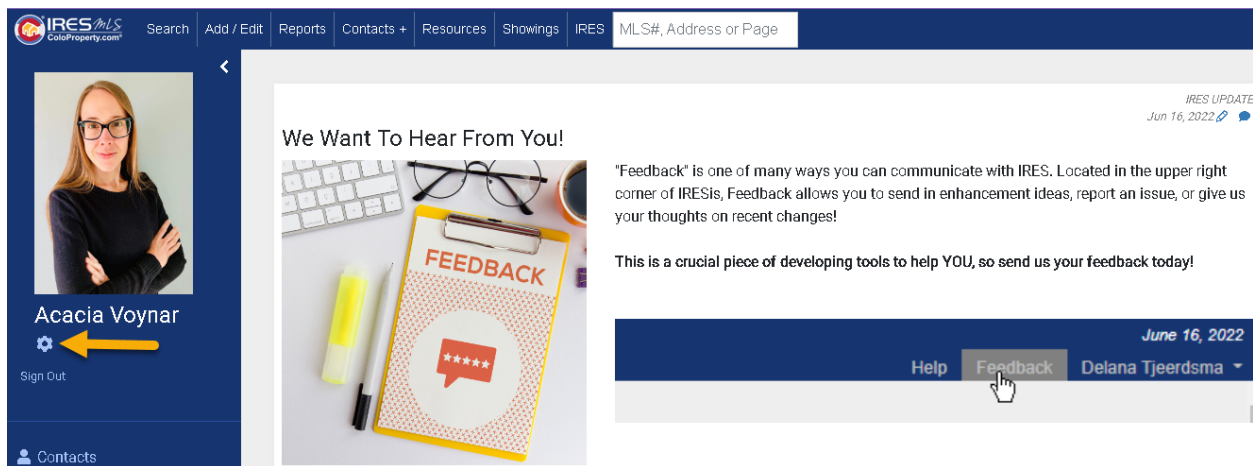 IRES MLS
ColoProperty.com®
Search Add / Edit Reports Contacts + Resources Showings IRES MLS#, Address or Page
IRES UPDATE
Jun 16, 2022
We Want To Hear From You!
"Feedback" is one of many ways you can communicate with IRES. Located in the upper right
corner of IRESis, Feedback allows you to send in enhancement ideas, report an issue, or give us
your thoughts on recent changes!
This is a crucial piece of developing tools to help YOU, so send us your feedback today!
FEEDBACK
Acacia Voynar
Sign Out
Contacts
June 16, 2022
Help Feedback Delana Tjeerdsma